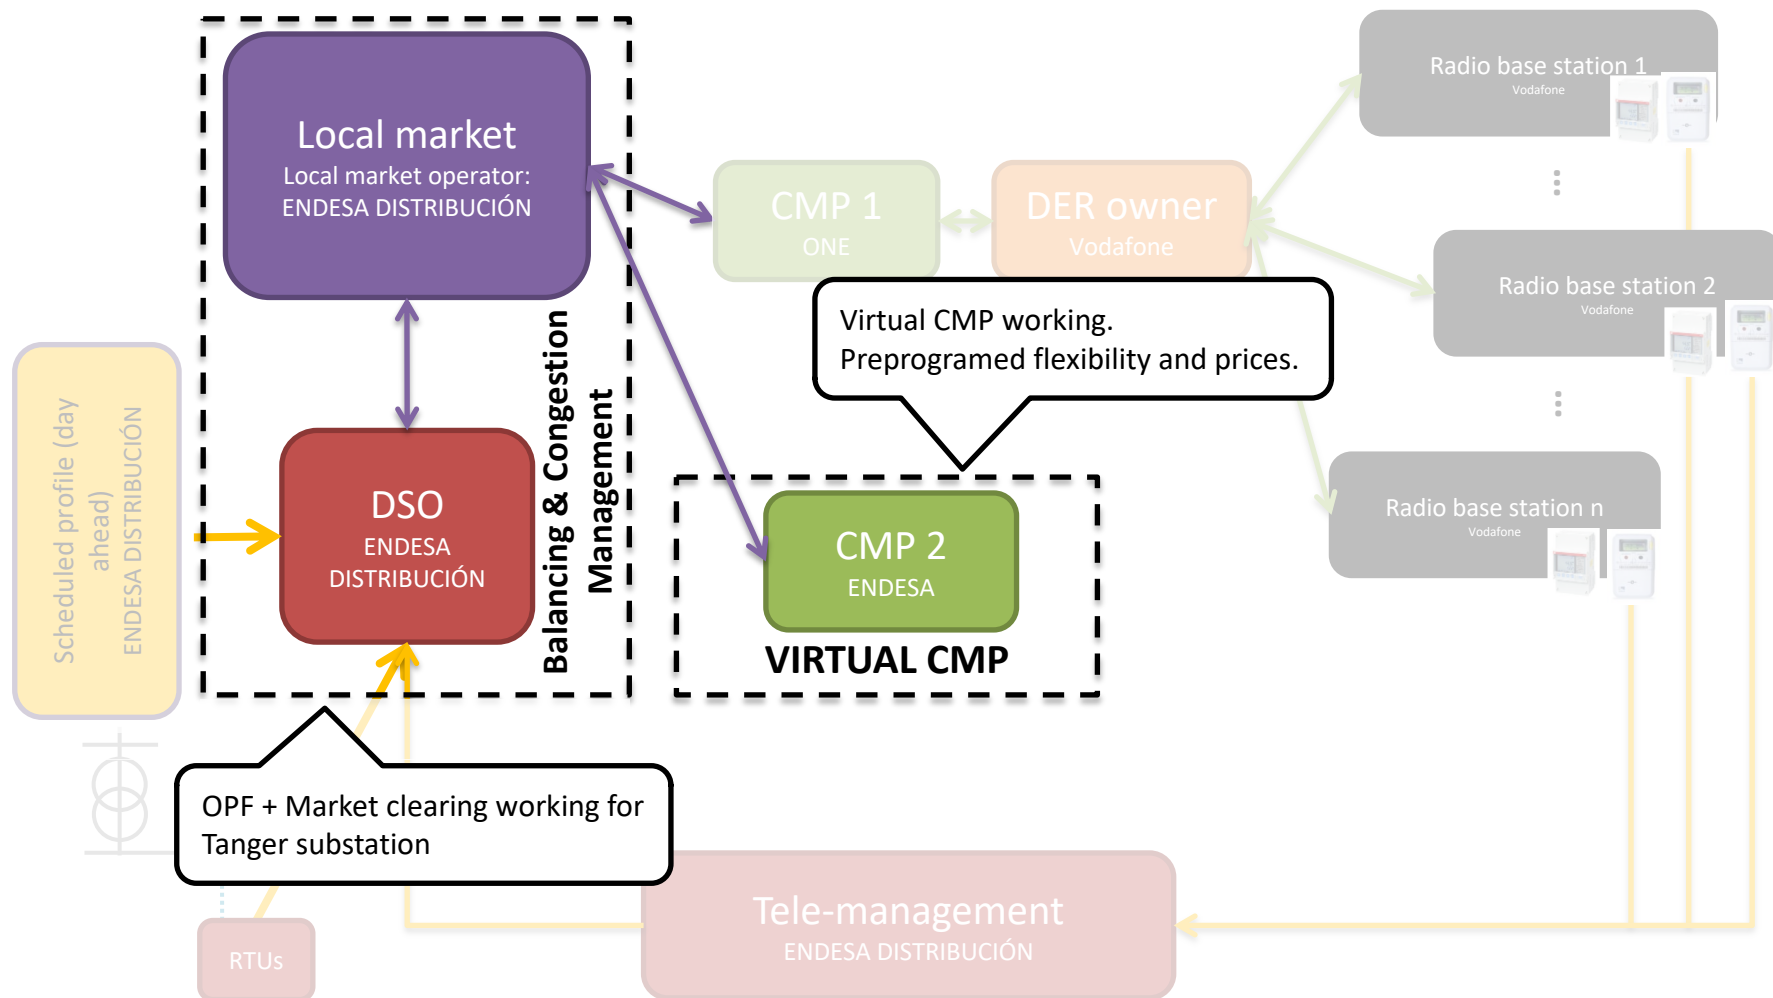 Local market
Local market operator:
ENDESA DISTRIBUCIÓN
Balancing & Congestion
Management
DSO
ENDESA
DISTRIBUCIÓN
Scheduled profile (day
ahead)
ENDESA DISTRIBUCIÓN
CMP 1
ONE
DER owner
Vodafone
Radio base station 1
Vodafone
...
Radio base station 2
Vodafone
...
Radio base station n
Vodafone
Virtual CMP working.
Preprogramed flexibility and prices.
CMP 2
ENDESA
VIRTUAL CMP
OPF + Market clearing working for
Tanger substation
RTUs
Tele-management
ENDESA DISTRIBUCIÓN